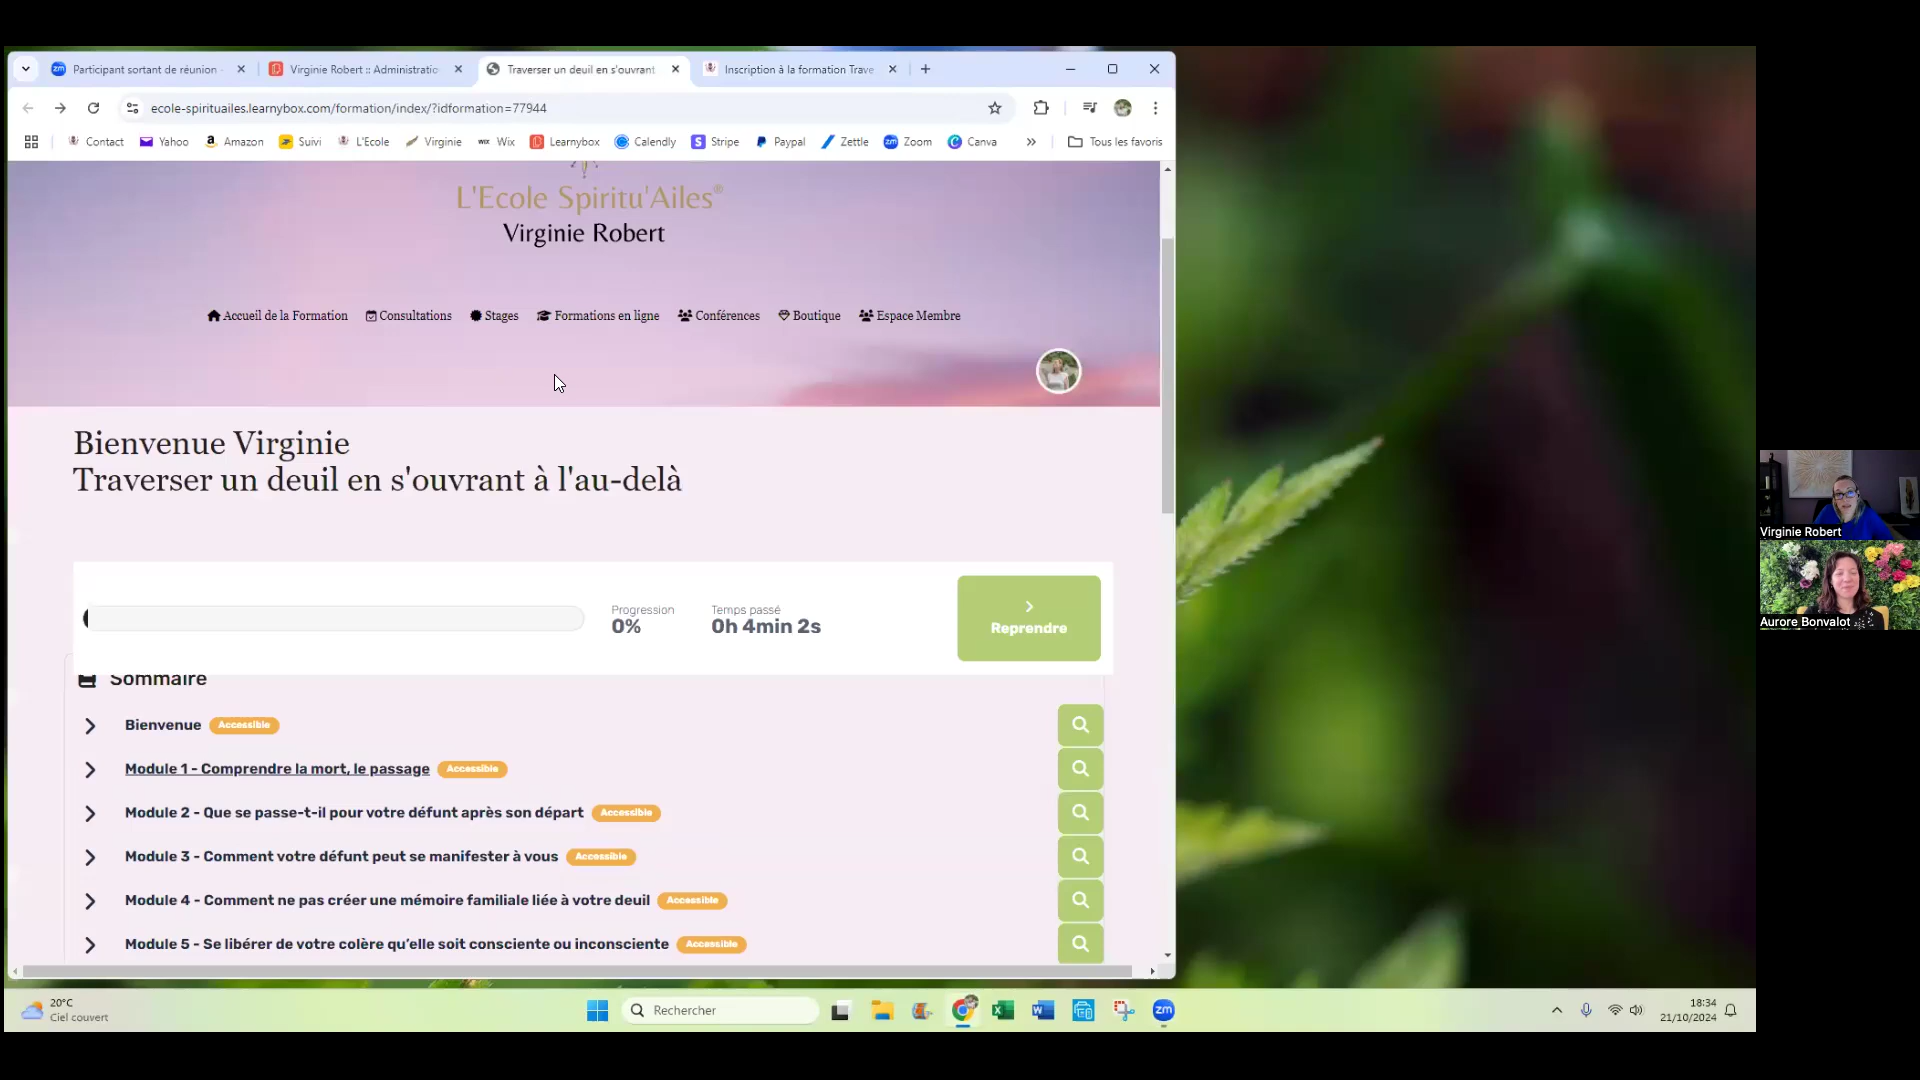 Participant sortant de réunion
Virginie Robert :: Administratio
Traverser un deuil en s'ouvrant
Inscription à la formation Trave
ecole-spirituailes.learnybox.com/formation/index/?idformation=77944
Contact
Yahoo
Amazon
Suivi
L'Ecole
Virginie
WIX Wix
Learnybox
Calendly
Stripe
Paypal
Zettle
zm Zoom
Canva
Tous les favoris
L'Ecole Spiritu'Ailes®
Virginie Robert
Accueil de la Formation
Consultations
Stages
Formations en ligne
Conférences
Boutique
Espace Membre
Bienvenue Virginie
Traverser un deuil en s'ouvrant à l'au-delà
Progression
0%
Temps passé
0h 4min 2s
Reprendre
Sommaire
Bienvenue Accessible
Module 1 - Comprendre la mort, le passage Accessible
Module 2 - Que se passe-t-il pour votre défunt après son départ Accessible
Module 3 - Comment votre défunt peut se manifester à vous Accessible
Module 4 - Comment ne pas créer une mémoire familiale liée à votre deuil Accessible
Module 5 - Se libérer de votre colère qu'elle soit consciente ou inconsciente Accessible
Virginie Robert
Aurore Bonvalot
20°C
Ciel couvert
Rechercher
zm
18:34
21/10/2024